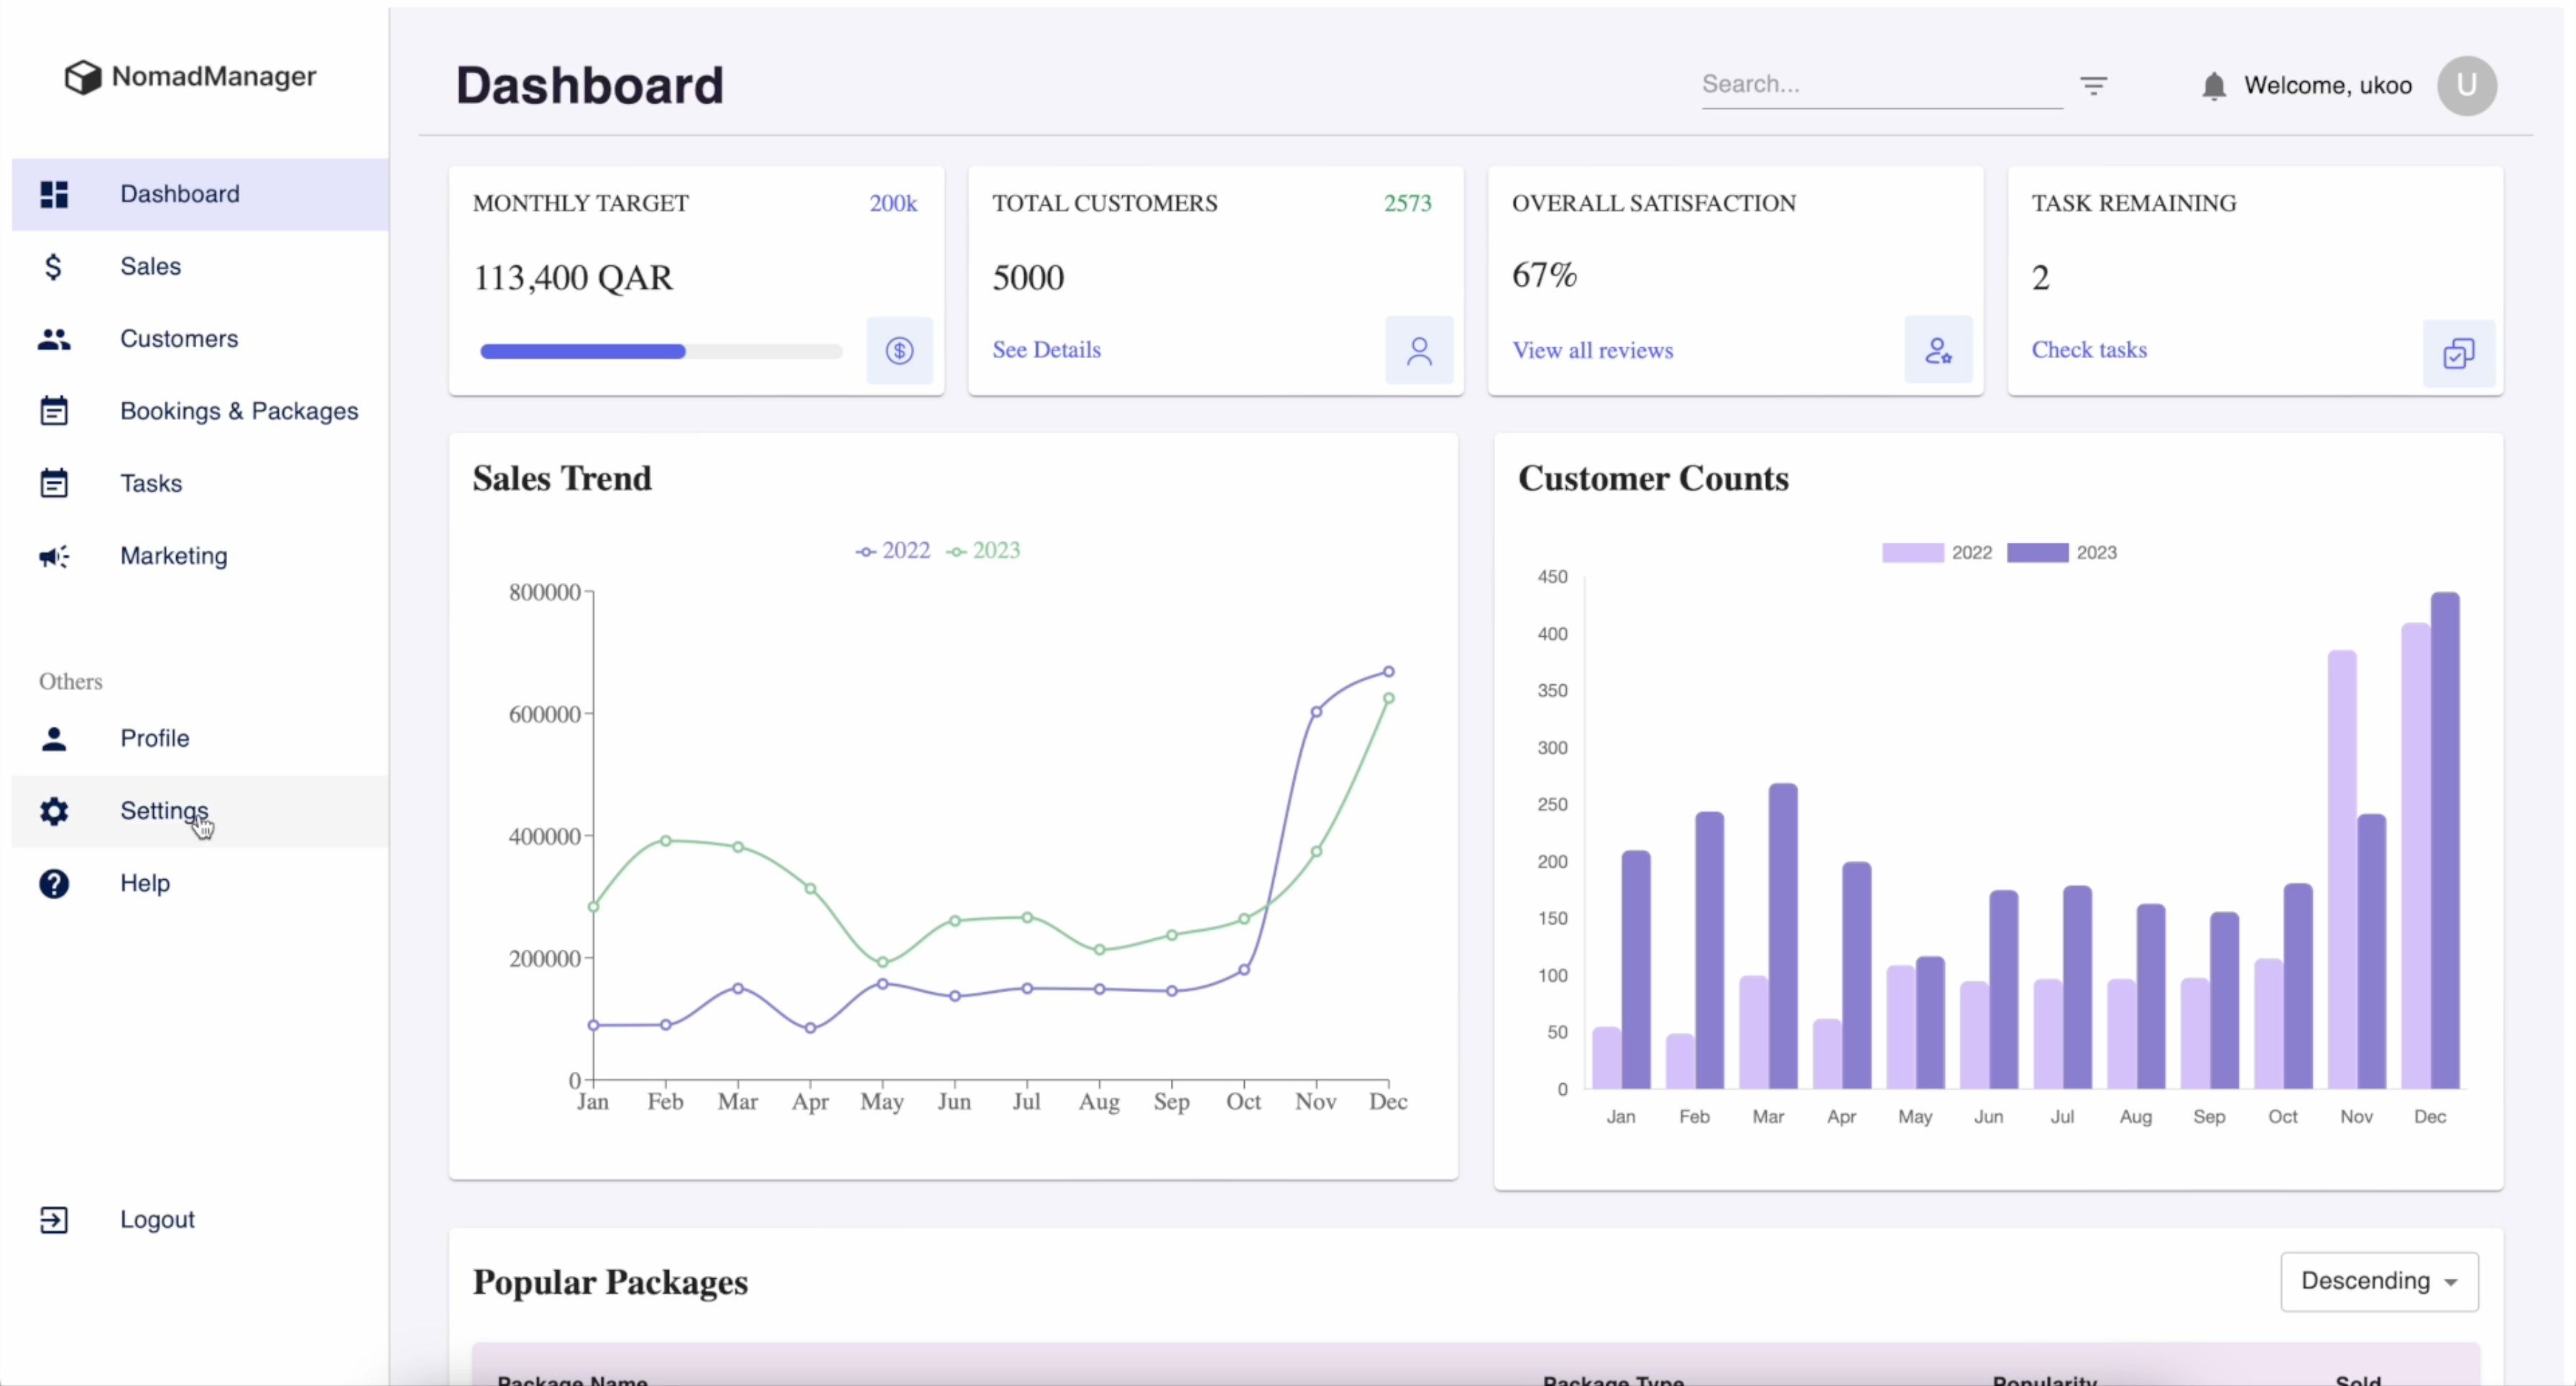 NomadManager
Dashboard
Sales
Customers
Bookings & Packages
Tasks
Marketing
Others
Profile
Settings
Help
Logout
Dashboard
Search...
Welcome, ukoo
U
MONTHLY TARGET 200k
113,400 QAR
TOTAL CUSTOMERS 2573
5000
See Details
OVERALL SATISFACTION
67%
View all reviews
TASK REMAINING
2
Check tasks
Sales Trend
2022 2023
800000
600000
400000
200000
0
Jan Feb Mar Apr May Jun Jul Aug Sep Oct Nov Dec
Customer Counts
2022 2023
450
400
350
300
250
200
150
100
50
0
Jan Feb Mar Apr May Jun Jul Aug Sep Oct Nov Dec
Popular Packages
Descending
Package Name Package Type Popularity Sold